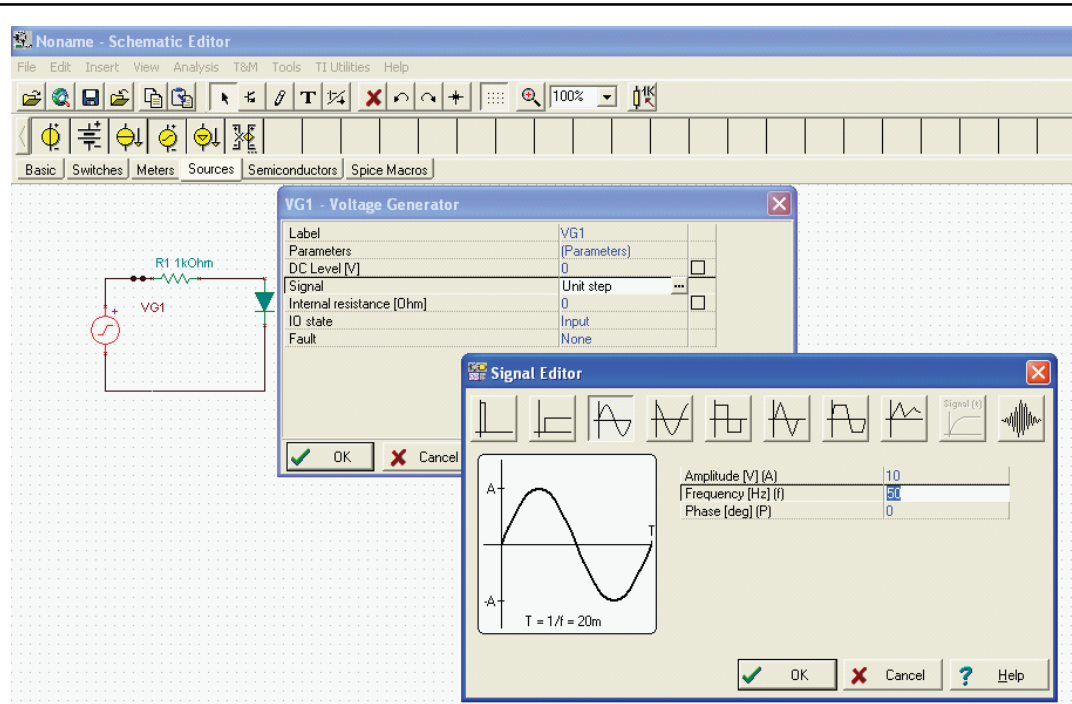 Noname - Schematic Editor
File Edit Insert View Analysis T&M Tools TI Utilities Help
T 100% 1K
Basic Switches Meters Sources Semiconductors Spice Macros
VG1 - Voltage Generator
Label VG1
Parameters (Parameters)
DC Level [V] 0
Signal Unit step ...
Internal resistance [Ohm] 0
IO state Input
Fault None
OK Cancel
R1 1kOhm
+ VG1
Signal Editor
Signal (t)
A
T
-A
T = 1/f = 20m
Amplitude [V] (A) 10
Frequency [Hz] (f) 50
Phase [deg] (P) 0
OK Cancel ? Help